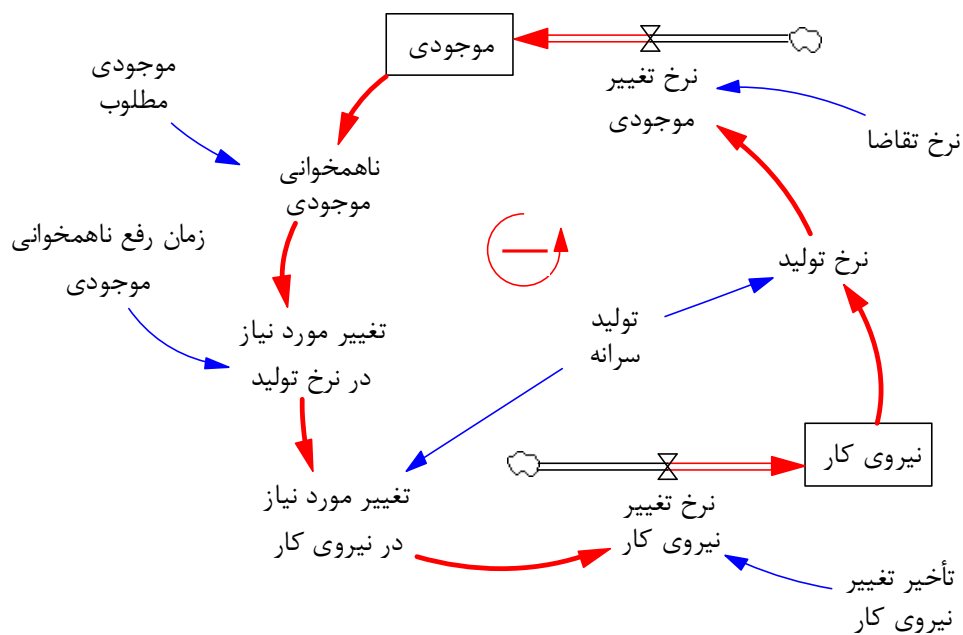 موجودی
نرخ تغییر
موجودی
نرخ تقاضا
موجودی
مطلوب
ناهمخوانی
موجودی
زمان رفع ناهمخوانی
موجودی
نرخ تولید
تولید
سرانه
تغییر مورد نیاز
در نرخ تولید
نیروی کار
تغییر مورد نیاز
در نیروی کار
نرخ تغییر
نیروی کار
تأخیر تغییر
نیروی کار